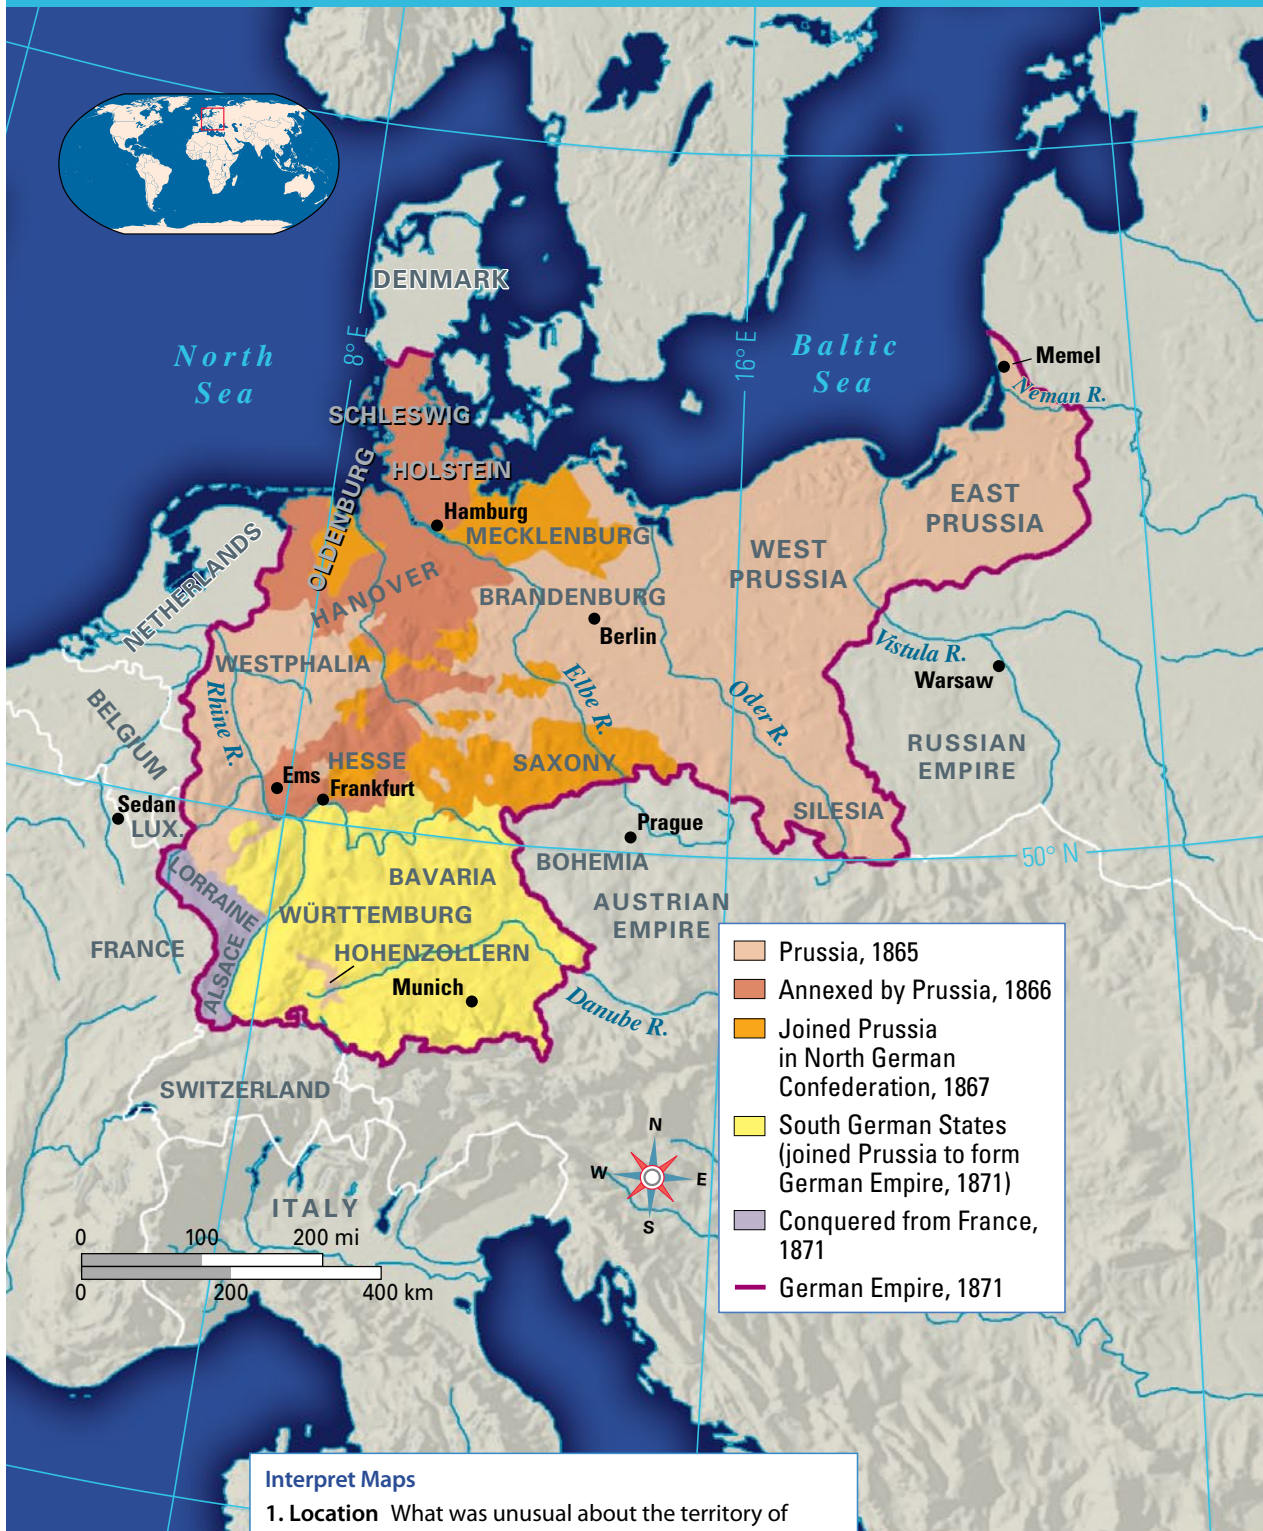 DENMARK
North
Sea
8° E
16° E
Baltic
Sea
Memel
Neman R.
SCHLESWIG
HOLSTEIN
OLDENBURG
Hamburg
MECKLENBURG
EAST
PRUSSIA
WEST
PRUSSIA
NETHERLANDS
HANOVER
BRANDENBURG
Berlin
WESTPHALIA
Vistula R.
Warsaw
BELGIUM
Rhine R.
Elbe R.
Oder R.
RUSSIAN
EMPIRE
HESSE
SAXONY
Ems
Frankfurt
Sedan
LUX.
SILESIA
Prague
BOHEMIA
50° N
LORRAINE
BAVARIA
AUSTRIAN
EMPIRE
WÜRTTEMBURG
FRANCE
ALSACE
HOHENZOLLERN
Munich
Danube R.
SWITZERLAND
ITALY
N
W
E
S
0 100 200 mi
0 200 400 km
Prussia, 1865
Annexed by Prussia, 1866
Joined Prussia
in North German
Confederation, 1867
South German States
(joined Prussia to form
German Empire, 1871)
Conquered from France,
1871
German Empire, 1871
Interpret Maps
1. Location What was unusual about the territory of